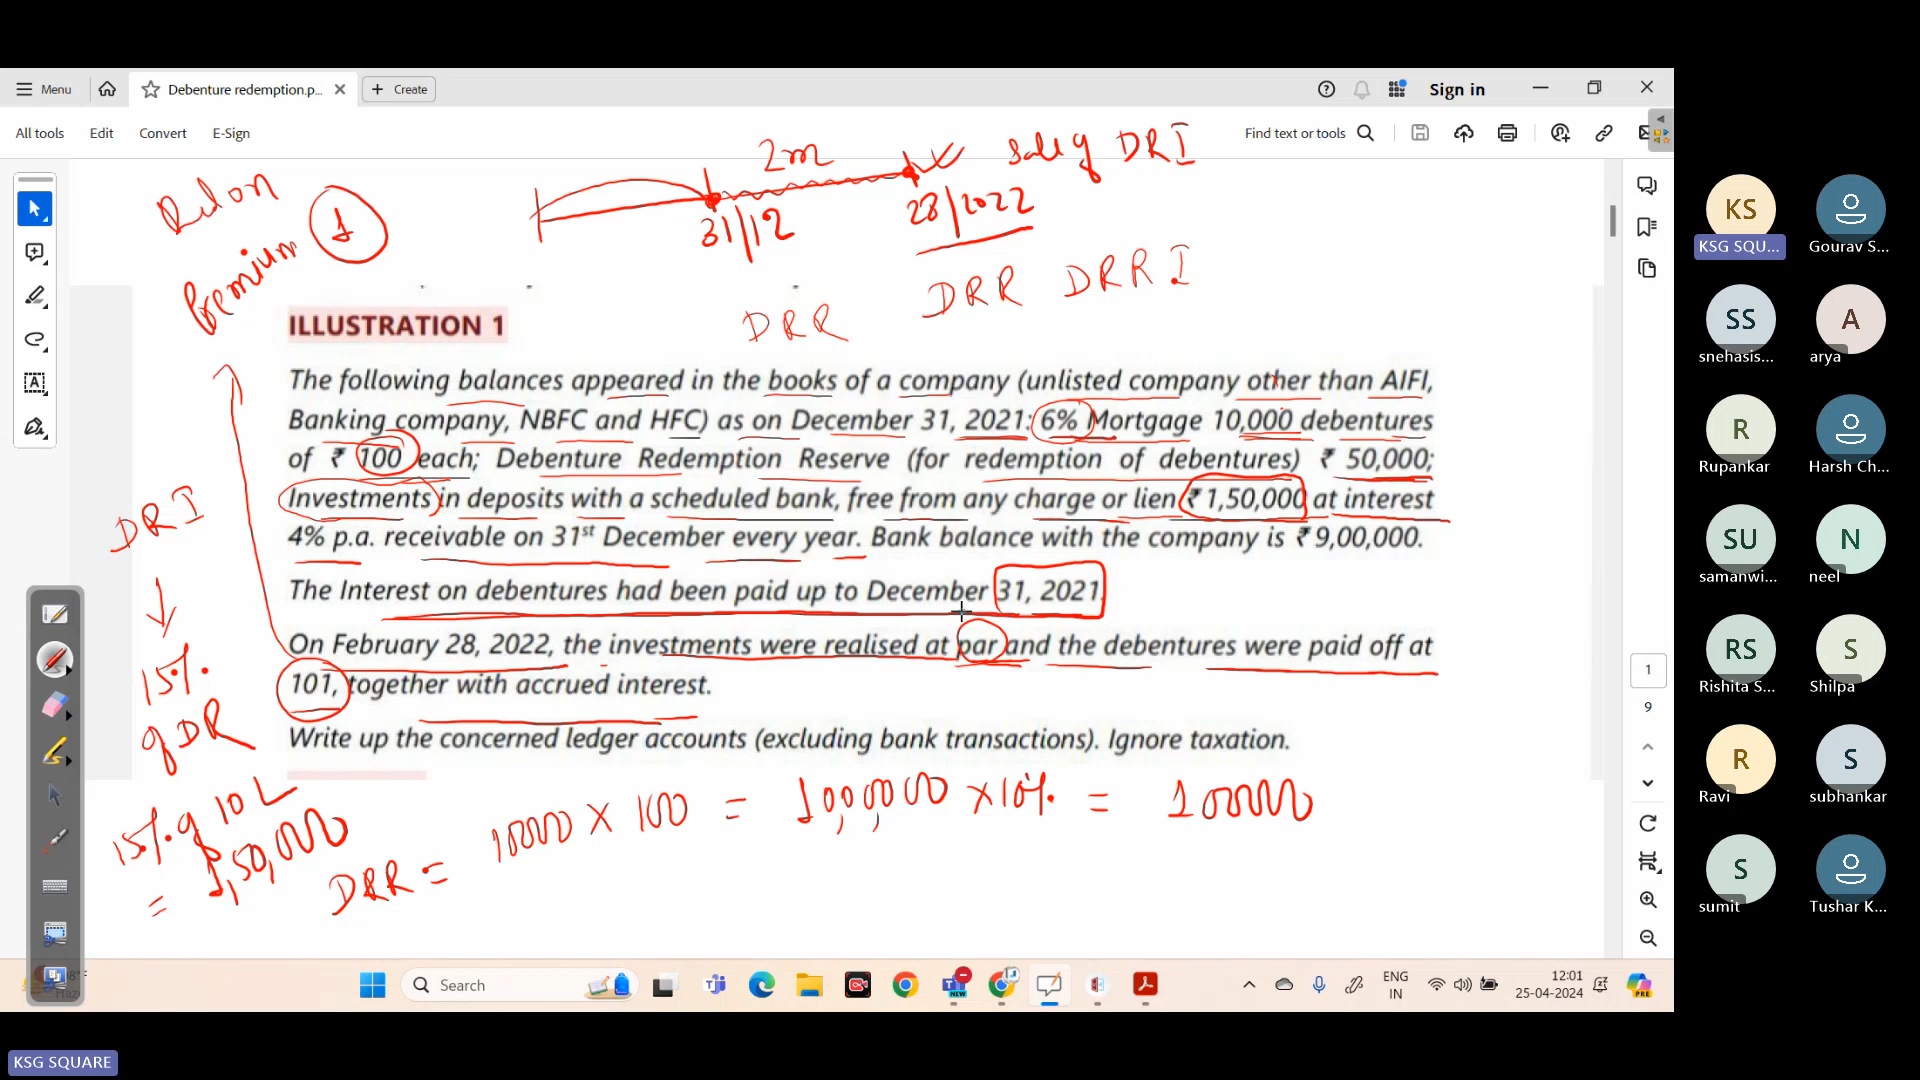 Menu
Debenture redemption.p...
Create
Sign in
All tools
Edit
Convert
E-Sign
Find text or tools
2m
Sale of DRI
31/12
28/2022
Premium
1
DRR
DRR DRRI
ILLUSTRATION 1
The following balances appeared in the books of a company (unlisted company other than AIFI,
Banking company, NBFC and HFC) as on December 31, 2021: 6% Mortgage 10,000 debentures
of ₹ 100 each; Debenture Redemption Reserve (for redemption of debentures) ₹ 50,000;
Investments in deposits with a scheduled bank, free from any charge or lien ₹ 1,50,000 at interest
4% p.a. receivable on 31st December every year. Bank balance with the company is ₹ 9,00,000.
The Interest on debentures had been paid up to December 31, 2021.
On February 28, 2022, the investments were realised at par and the debentures were paid off at
101, together with accrued interest.
Write up the concerned ledger accounts (excluding bank transactions). Ignore taxation.
DRI
15%
of DR
15% of 10 L
= 1,50,000
DRR = 10000 × 100 = 10,00,000 × 10% = 100000
1
9
KS
KSG SQU...
Gourav S...
SS
snehasis...
A
arya
R
Rupankar
Harsh Ch...
SU
samanwi...
N
neel
RS
Rishita S...
S
Shilpa
R
Ravi
S
subhankar
S
sumit
Tushar K...
Search
NEW
ENG
IN
12:01
25-04-2024
PRE
KSG SQUARE